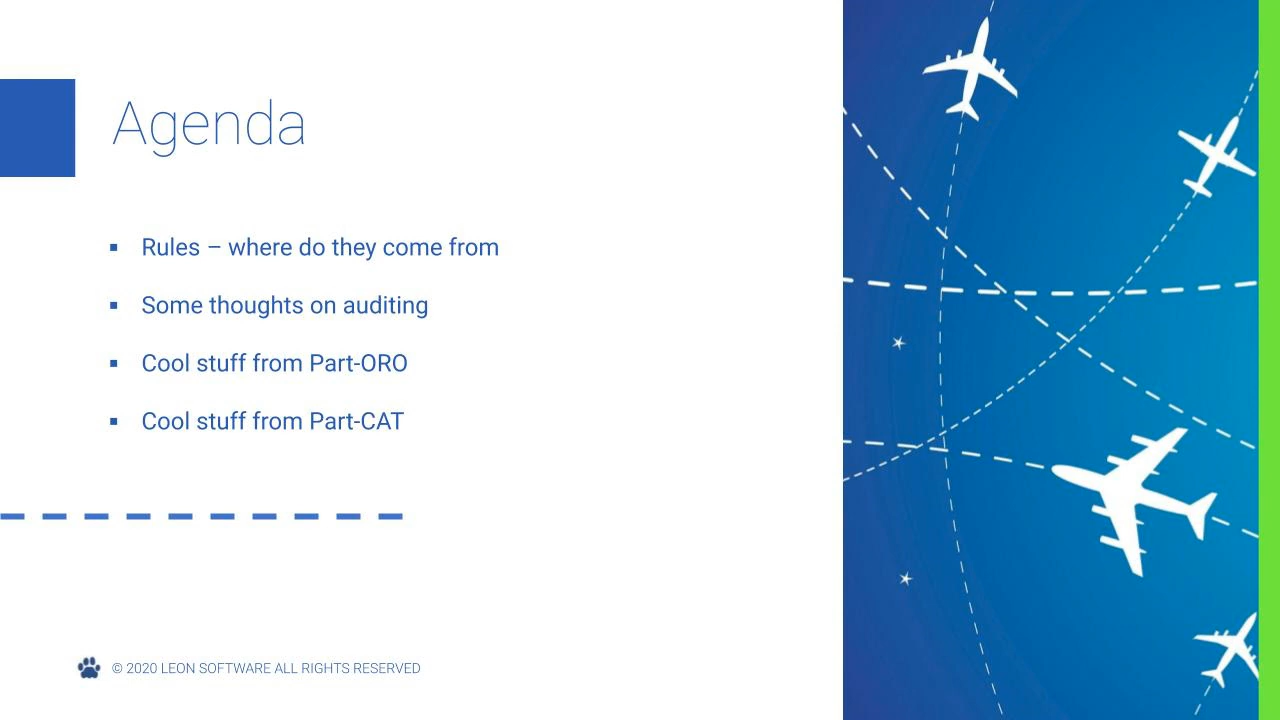 Agenda
▪ Rules – where do they come from
▪ Some thoughts on auditing
▪ Cool stuff from Part-ORO
▪ Cool stuff from Part-CAT
© 2020 LEON SOFTWARE ALL RIGHTS RESERVED